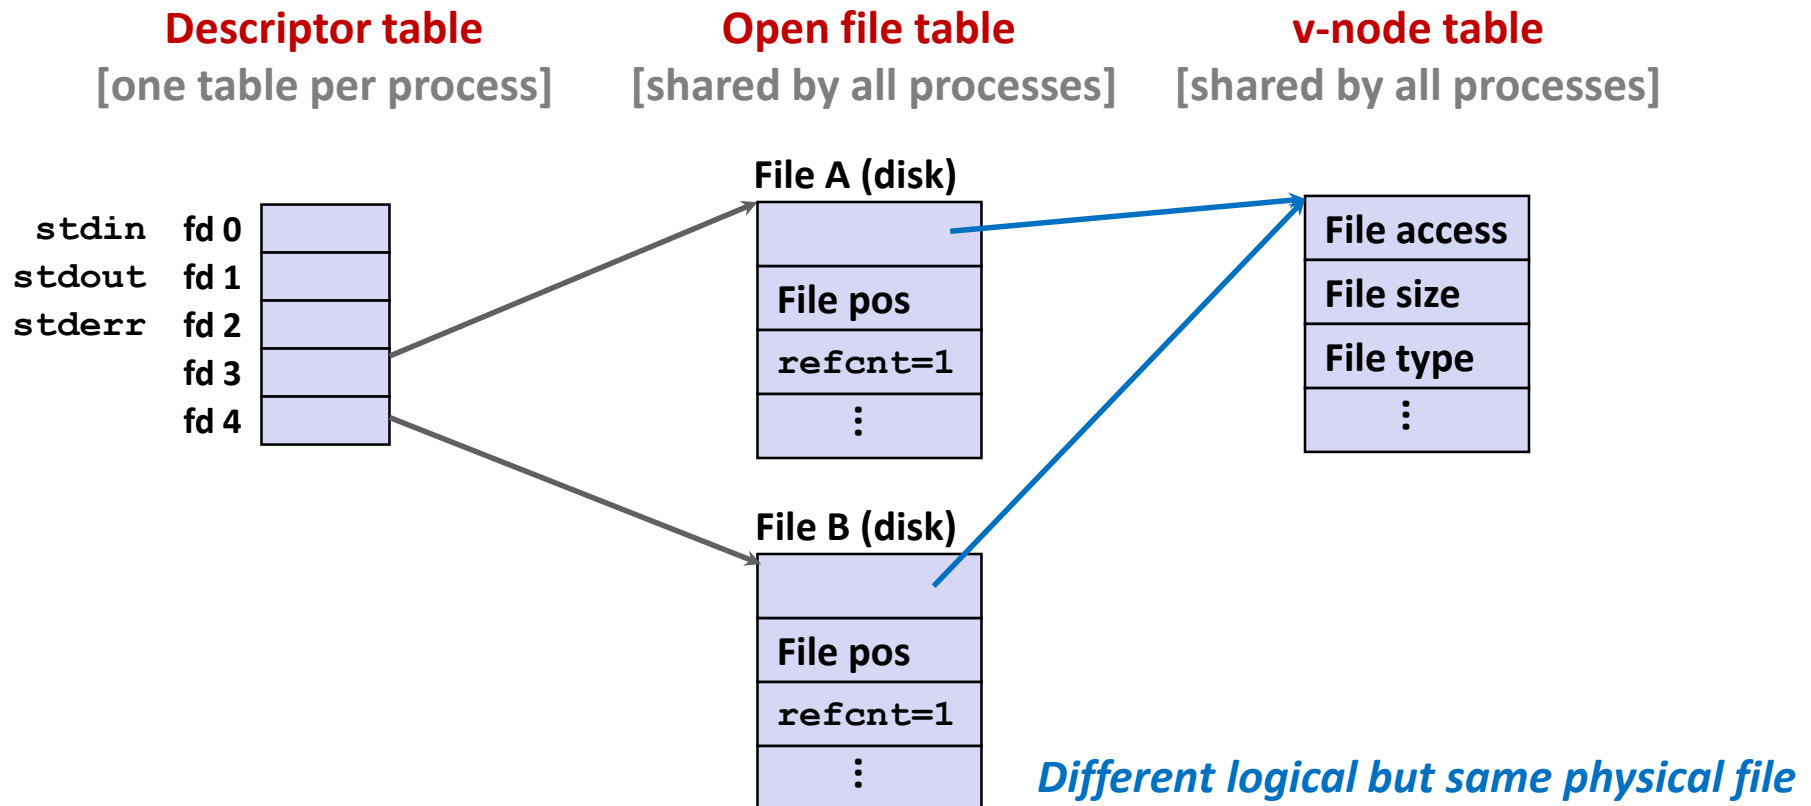 Descriptor table
[one table per process]
Open file table
[shared by all processes]
v-node table
[shared by all processes]
stdin fd 0
stdout fd 1
stderr fd 2
fd 3
fd 4
File A (disk)
File pos
refcnt=1
⋮
File B (disk)
File pos
refcnt=1
⋮
File access
File size
File type
⋮
Different logical but same physical file